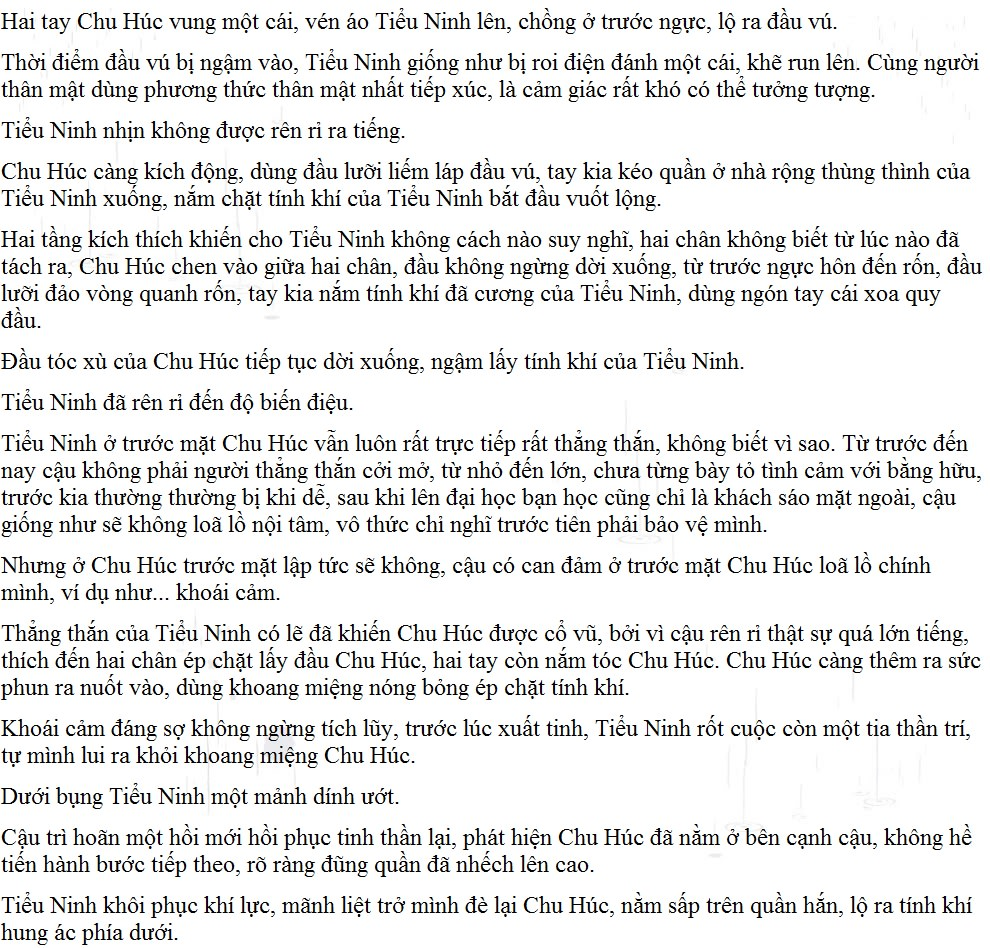 Hai tay Chu Húc vung một cái, vén áo Tiểu Ninh lên, chồng ở trước ngực, lộ ra đầu vú.
Thời điểm đầu vú bị ngậm vào, Tiểu Ninh giống như bị roi điện đánh một cái, khẽ run lên. Cùng người
thân mật dùng phương thức thân mật nhất tiếp xúc, là cảm giác rất khó có thể tưởng tượng.
Tiểu Ninh nhịn không được rên rỉ ra tiếng.
Chu Húc càng kích động, dùng đầu lưỡi liếm láp đầu vú, tay kia kéo quần ở nhà rộng thùng thình của
Tiểu Ninh xuống, nắm chặt tính khí của Tiểu Ninh bắt đầu vuốt lộng.
Hai tầng kích thích khiến cho Tiểu Ninh không cách nào suy nghĩ, hai chân không biết từ lúc nào đã
tách ra, Chu Húc chen vào giữa hai chân, đầu không ngừng dời xuống, từ trước ngực hôn đến rốn, đầu
lưỡi đảo vòng quanh rốn, tay kia nắm tính khí đã cương của Tiểu Ninh, dùng ngón tay cái xoa quy
đầu.
Đầu tóc xù của Chu Húc tiếp tục dời xuống, ngậm lấy tính khí của Tiểu Ninh.
Tiểu Ninh đã rên rỉ đến độ biến điệu.
Tiểu Ninh ở trước mặt Chu Húc vẫn luôn rất trực tiếp rất thẳng thắn, không biết vì sao. Từ trước đến
nay cậu không phải người thẳng thắn cởi mở, từ nhỏ đến lớn, chưa từng bày tỏ tình cảm với bằng hữu,
trước kia thường thường bị khi dễ, sau khi lên đại học bạn học cũng chỉ là khách sáo mặt ngoài, cậu
giống như sẽ không loã lồ nội tâm, vô thức chỉ nghĩ trước tiên phải bảo vệ mình.
Nhưng ở Chu Húc trước mặt lập tức sẽ không, cậu có can đảm ở trước mặt Chu Húc loã lồ chính
mình, ví dụ như... khoái cảm.
Thẳng thắn của Tiểu Ninh có lẽ đã khiến Chu Húc được cổ vũ, bởi vì cậu rên rỉ thật sự quá lớn tiếng,
thích đến hai chân ép chặt lấy đầu Chu Húc, hai tay còn nắm tóc Chu Húc. Chu Húc càng thêm ra sức
phun ra nuốt vào, dùng khoang miệng nóng bỏng ép chặt tính khí.
Khoái cảm đáng sợ không ngừng tích lũy, trước lúc xuất tinh, Tiểu Ninh rốt cuộc còn một tia thần trí,
tự mình lui ra khỏi khoang miệng Chu Húc.
Dưới bụng Tiểu Ninh một mảnh dính ướt.
Cậu trì hoãn một hồi mới hồi phục tinh thần lại, phát hiện Chu Húc đã nằm ở bên cạnh cậu, không hề
tiến hành bước tiếp theo, rõ ràng đũng quần đã nhếch lên cao.
Tiểu Ninh khôi phục khí lực, mãnh liệt trở mình đè lại Chu Húc, nằm sấp trên quần hắn, lộ ra tính khí
hung ác phía dưới.